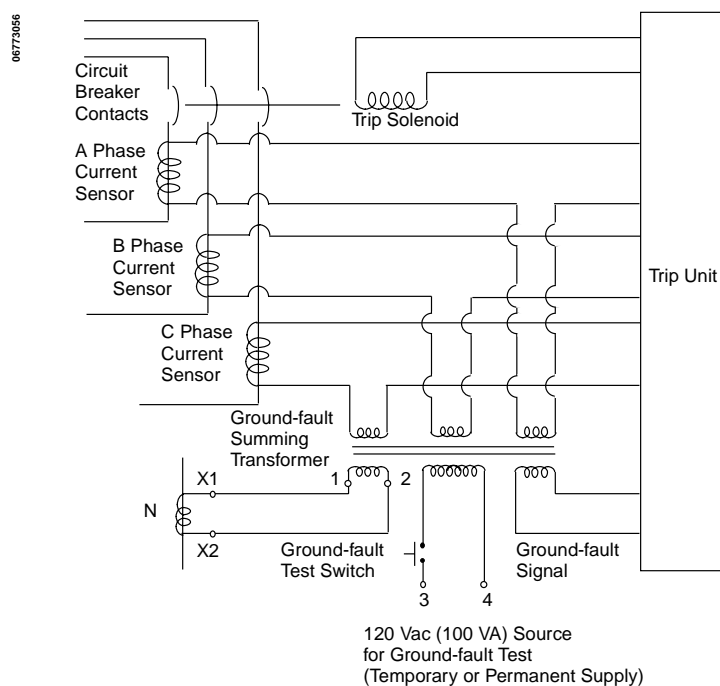 06773056
Circuit
Breaker
Contacts
Trip Solenoid
A Phase
Current
Sensor
B Phase
Current
Sensor
Trip Unit
C Phase
Current
Sensor
Ground-fault
Summing
Transformer
X1
1
2
N
X2
Ground-fault
Test Switch
Ground-fault
Signal
3
4
120 Vac (100 VA) Source
for Ground-fault Test
(Temporary or Permanent Supply)